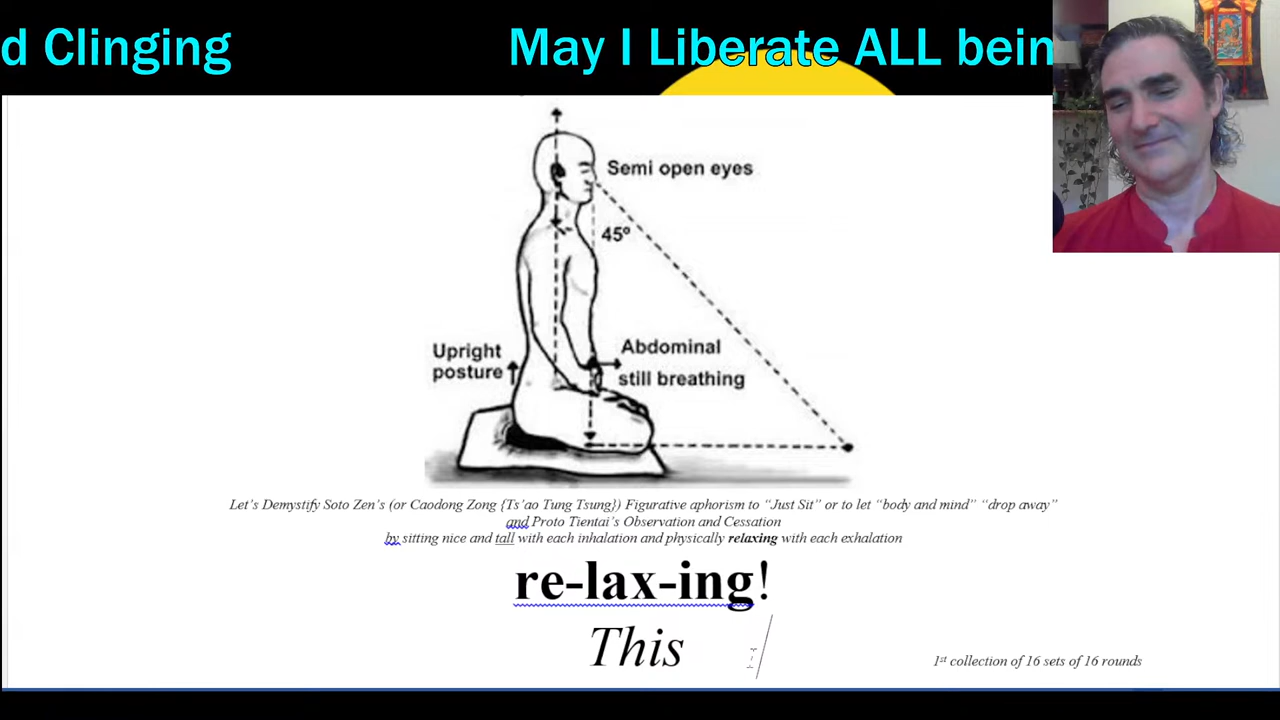 d Clinging
May I Liberate ALL bein
Semi open eyes
45º
Upright
posture
Abdominal
still breathing
Let’s Demystify Soto Zen’s (or Caodong Zong {Ts’ao Tung Tsung}) Figurative aphorism to “Just Sit” or to let “body and mind” “drop away”
and Proto Tientai’s Observation and Cessation
by sitting nice and tall with each inhalation and physically relaxing with each exhalation
re-lax-ing!
This
1st collection of 16 sets of 16 rounds